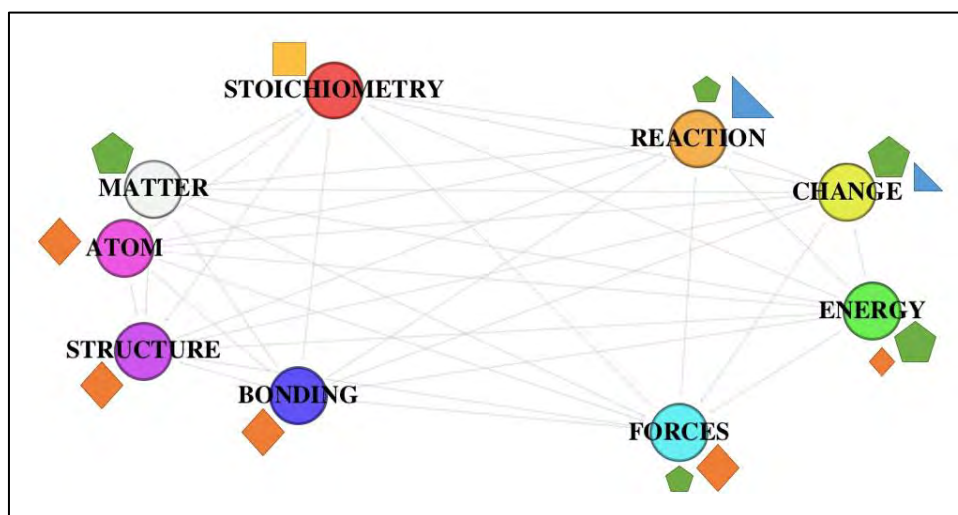 STOICHIOMETRY
REACTION
MATTER
CHANGE
ATOM
ENERGY
STRUCTURE
BONDING
FORCES